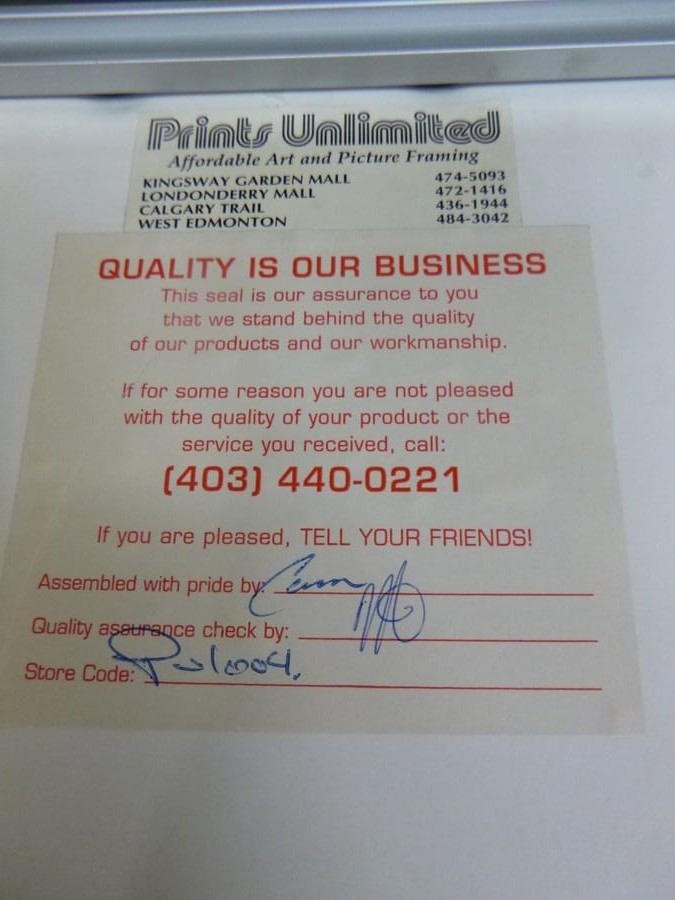 Prints Unlimited
Affordable Art and Picture Framing
KINGSWAY GARDEN MALL 474-5093
LONDONDERRY MALL 472-1416
CALGARY TRAIL 436-1944
WEST EDMONTON 484-3042
QUALITY IS OUR BUSINESS
This seal is our assurance to you
that we stand behind the quality
of our products and our workmanship.
If for some reason you are not pleased
with the quality of your product or the
service you received, call:
(403) 440-0221
If you are pleased, TELL YOUR FRIENDS!
Assembled with pride by:
Quality assurance check by:
Store Code: